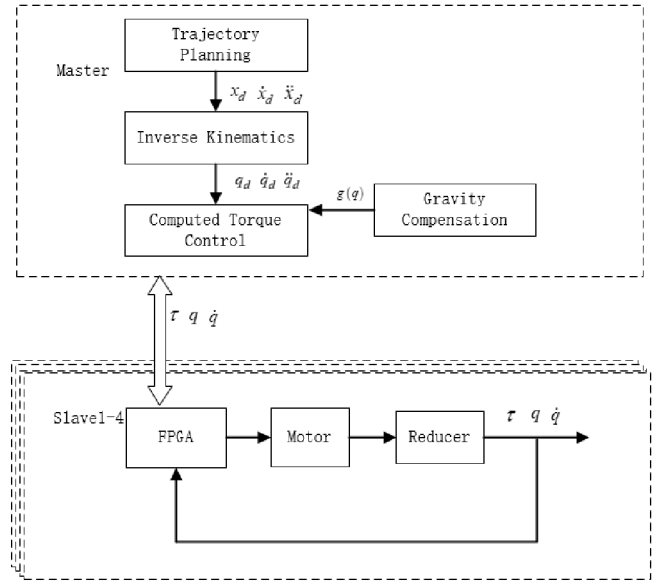 Trajectory
Planning
Master
x_d ẋ_d ẍ_d
Inverse Kinematics
q_d q̇_d q̈_d
g(q)
Gravity
Compensation
Computed Torque
Control
τ q q̇
Slave1-4
FPGA
Motor
Reducer
τ q q̇